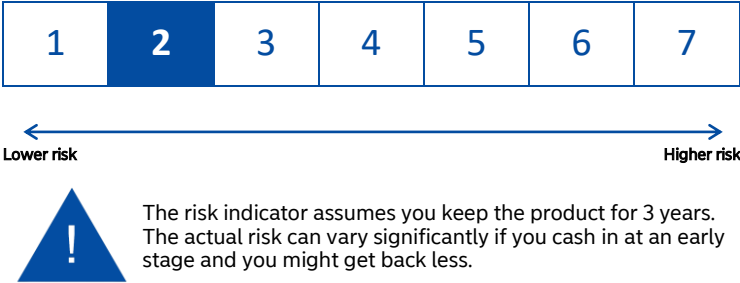 1 2 3 4 5 6 7
Lower risk Higher risk
!
The risk indicator assumes you keep the product for 3 years.
The actual risk can vary significantly if you cash in at an early
stage and you might get back less.